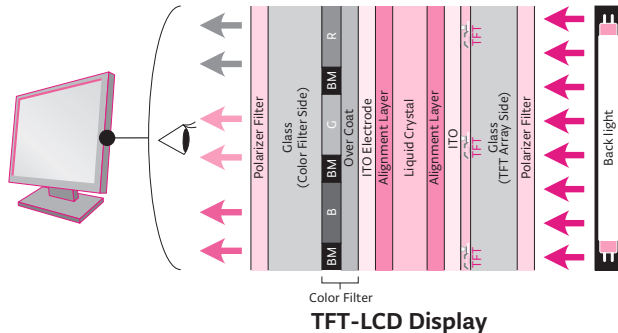 Polarizer Filter
Glass
(Color Filter Side)
R
BM
G
BM
B
BM
Over Coat
ITO Electrode
Alignment Layer
Liquid Crystal
Alignment Layer
ITO
TFT
TFT
TFT
Glass
(TFT Array Side)
Polarizer Filter
Back light
Color Filter
TFT-LCD Display